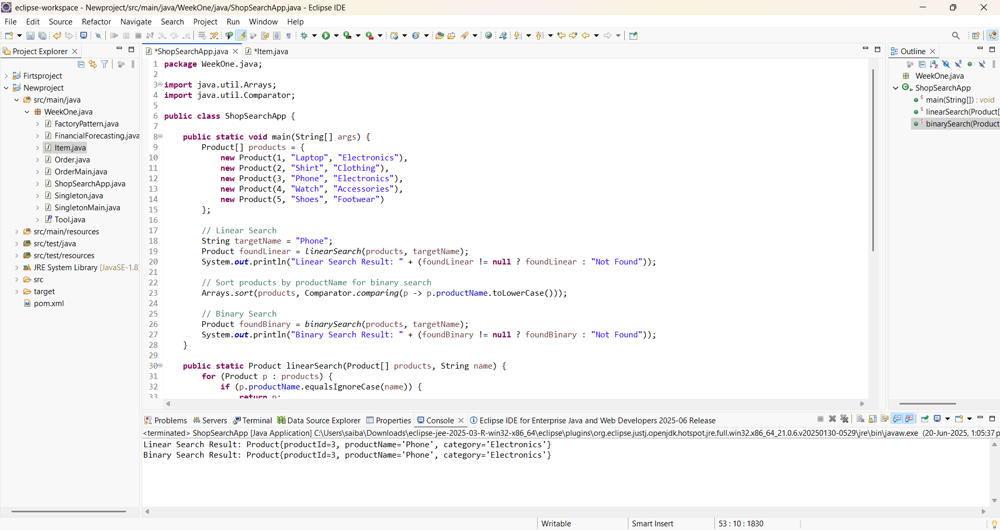 eclipse-workspace - Newproject/src/main/java/WeekOne/java/ShopSearchApp.java - Eclipse IDE
File Edit Source Refactor Navigate Search Project Run Window Help
Project Explorer
Firtsproject
Newproject
src/main/java
WeekOne.java
FactoryPattern.java
FinancialForecasting.java
Item.java
Order.java
OrderMain.java
ShopSearchApp.java
Singleton.java
SingletonMain.java
Tool.java
src/main/resources
src/test/java
src/test/resources
JRE System Library [JavaSE-1.8]
src
target
pom.xml
*ShopSearchApp.java *Item.java
1 package WeekOne.java;
2
3 import java.util.Arrays;
4 import java.util.Comparator;
5
6 public class ShopSearchApp {
7
8 public static void main(String[] args) {
9 Product[] products = {
10 new Product(1, "Laptop", "Electronics"),
11 new Product(2, "Shirt", "Clothing"),
12 new Product(3, "Phone", "Electronics"),
13 new Product(4, "Watch", "Accessories"),
14 new Product(5, "Shoes", "Footwear")
15 };
16
17 // Linear Search
18 String targetName = "Phone";
19 Product foundLinear = linearSearch(products, targetName);
20 System.out.println("Linear Search Result: " + (foundLinear != null ? foundLinear : "Not Found"));
21
22 // Sort products by productName for binary search
23 Arrays.sort(products, Comparator.comparing(p -> p.productName.toLowerCase()));
24
25 // Binary Search
26 Product foundBinary = binarySearch(products, targetName);
27 System.out.println("Binary Search Result: " + (foundBinary != null ? foundBinary : "Not Found"));
28 }
29
30 public static Product linearSearch(Product[] products, String name) {
31 for (Product p : products) {
32 if (p.productName.equalsIgnoreCase(name)) {
33 return p;
Outline
WeekOne.java
ShopSearchApp
main(String[]) : void
linearSearch(Product[
binarySearch(Product
Problems Servers Terminal Data Source Explorer Properties Console Eclipse IDE for Enterprise Java and Web Developers 2025-06 Release
<terminated> ShopSearchApp [Java Application] C:\Users\saiba\Downloads\eclipse-jee-2025-03-R-win32-x86_64\eclipse\plugins\org.eclipse.justj.openjdk.hotspot.jre.full.win32.x86_64_21.0.6.v20250130-0529\jre\bin\javaw.exe (20-Jun-2025, 1:05:37 p
Linear Search Result: Product{productId=3, productName='Phone', category='Electronics'}
Binary Search Result: Product{productId=3, productName='Phone', category='Electronics'}
Writable Smart Insert 53 : 10 : 1830